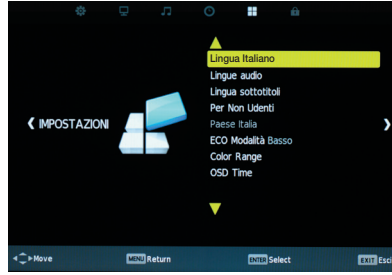 Lingua Italiano
Lingue audio
Lingua sottotitoli
Per Non Udenti
IMPOSTAZIONI
Paese Italia
ECO Modalità Basso
Color Range
OSD Time
Move
MENU Return
ENTER Select
EXIT Esci